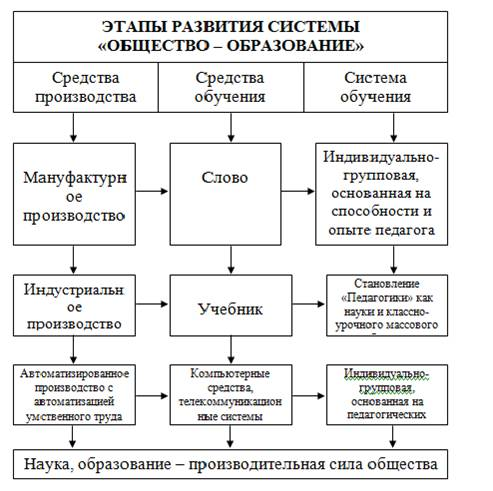 ЭТАПЫ РАЗВИТИЯ СИСТЕМЫ
«ОБЩЕСТВО – ОБРАЗОВАНИЕ»
Средства
производства
Средства
обучения
Система
обучения
Мануфактурн
ое
производство
Слово
Индивидуально-
групповая,
основанная на
способности и
опыте педагога
Индустриальн
ое
производство
Учебник
Становление
«Педагогики» как
науки и классно-
урочного массового
Автоматизированное
производство с
автоматизацией
умственного труда
Компьютерные
средства,
телекоммуникацион
ные системы
Индивидуально-
групповая,
основанная на
педагогических
Наука, образование – производительная сила общества